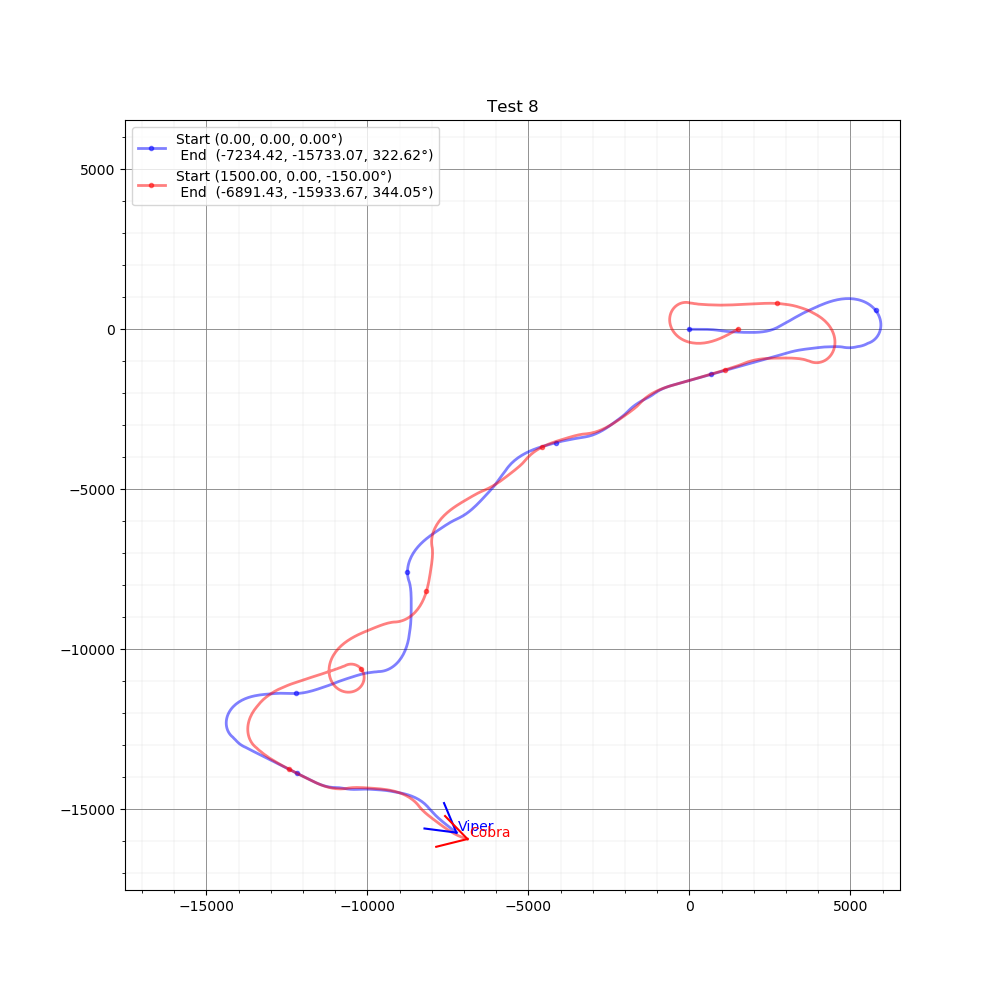 Test 8
Start (0.00, 0.00, 0.00°)
End (-7234.42, -15733.07, 322.62°)
Start (1500.00, 0.00, -150.00°)
End (-6891.43, -15933.67, 344.05°)
5000
0
−5000
−10000
−15000
Viper
Cobra
−15000 −10000 −5000 0 5000